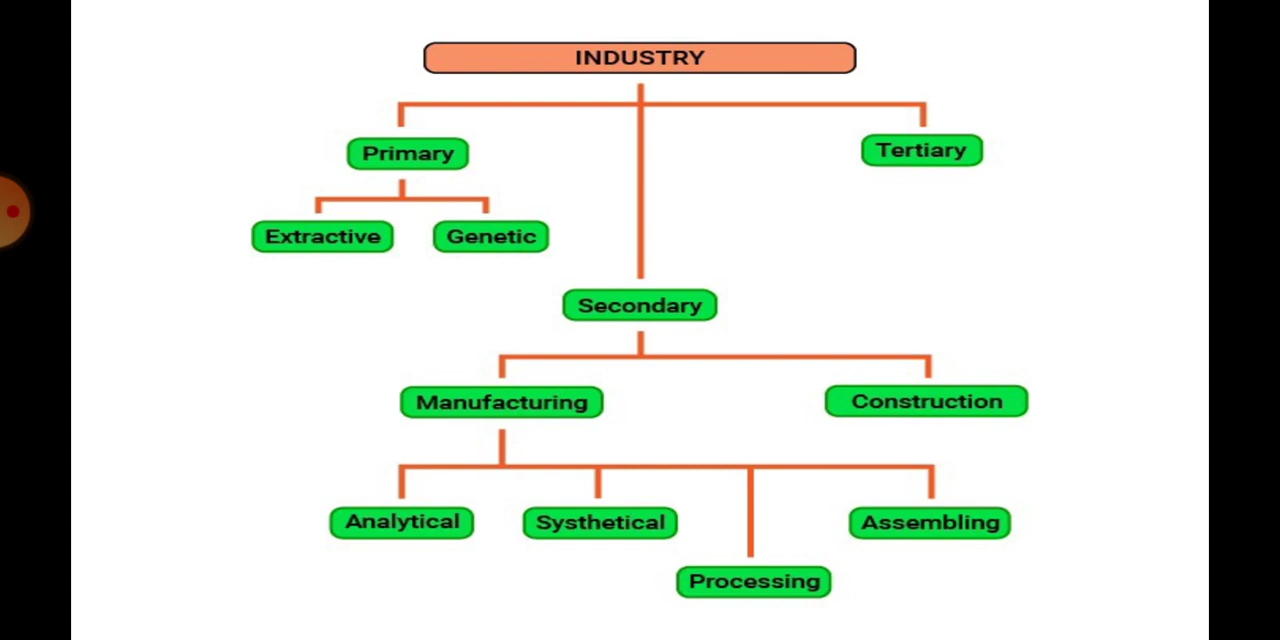 INDUSTRY
Primary
Tertiary
Extractive
Genetic
Secondary
Manufacturing
Construction
Analytical
Systhetical
Assembling
Processing